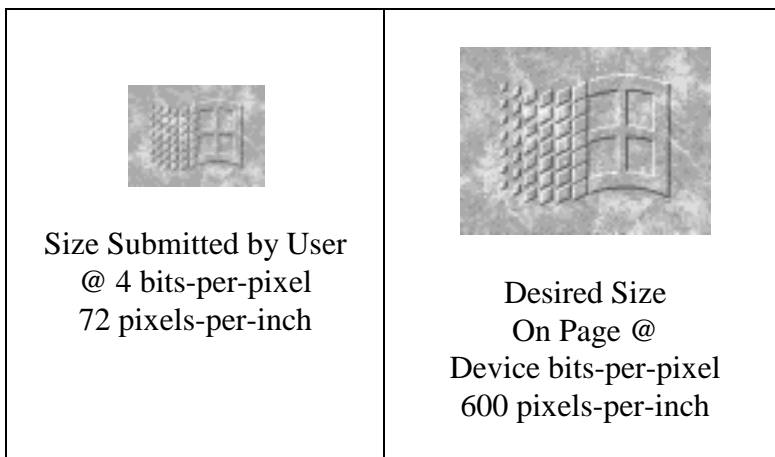 Size Submitted by User
@ 4 bits-per-pixel
72 pixels-per-inch
Desired Size
On Page @
Device bits-per-pixel
600 pixels-per-inch